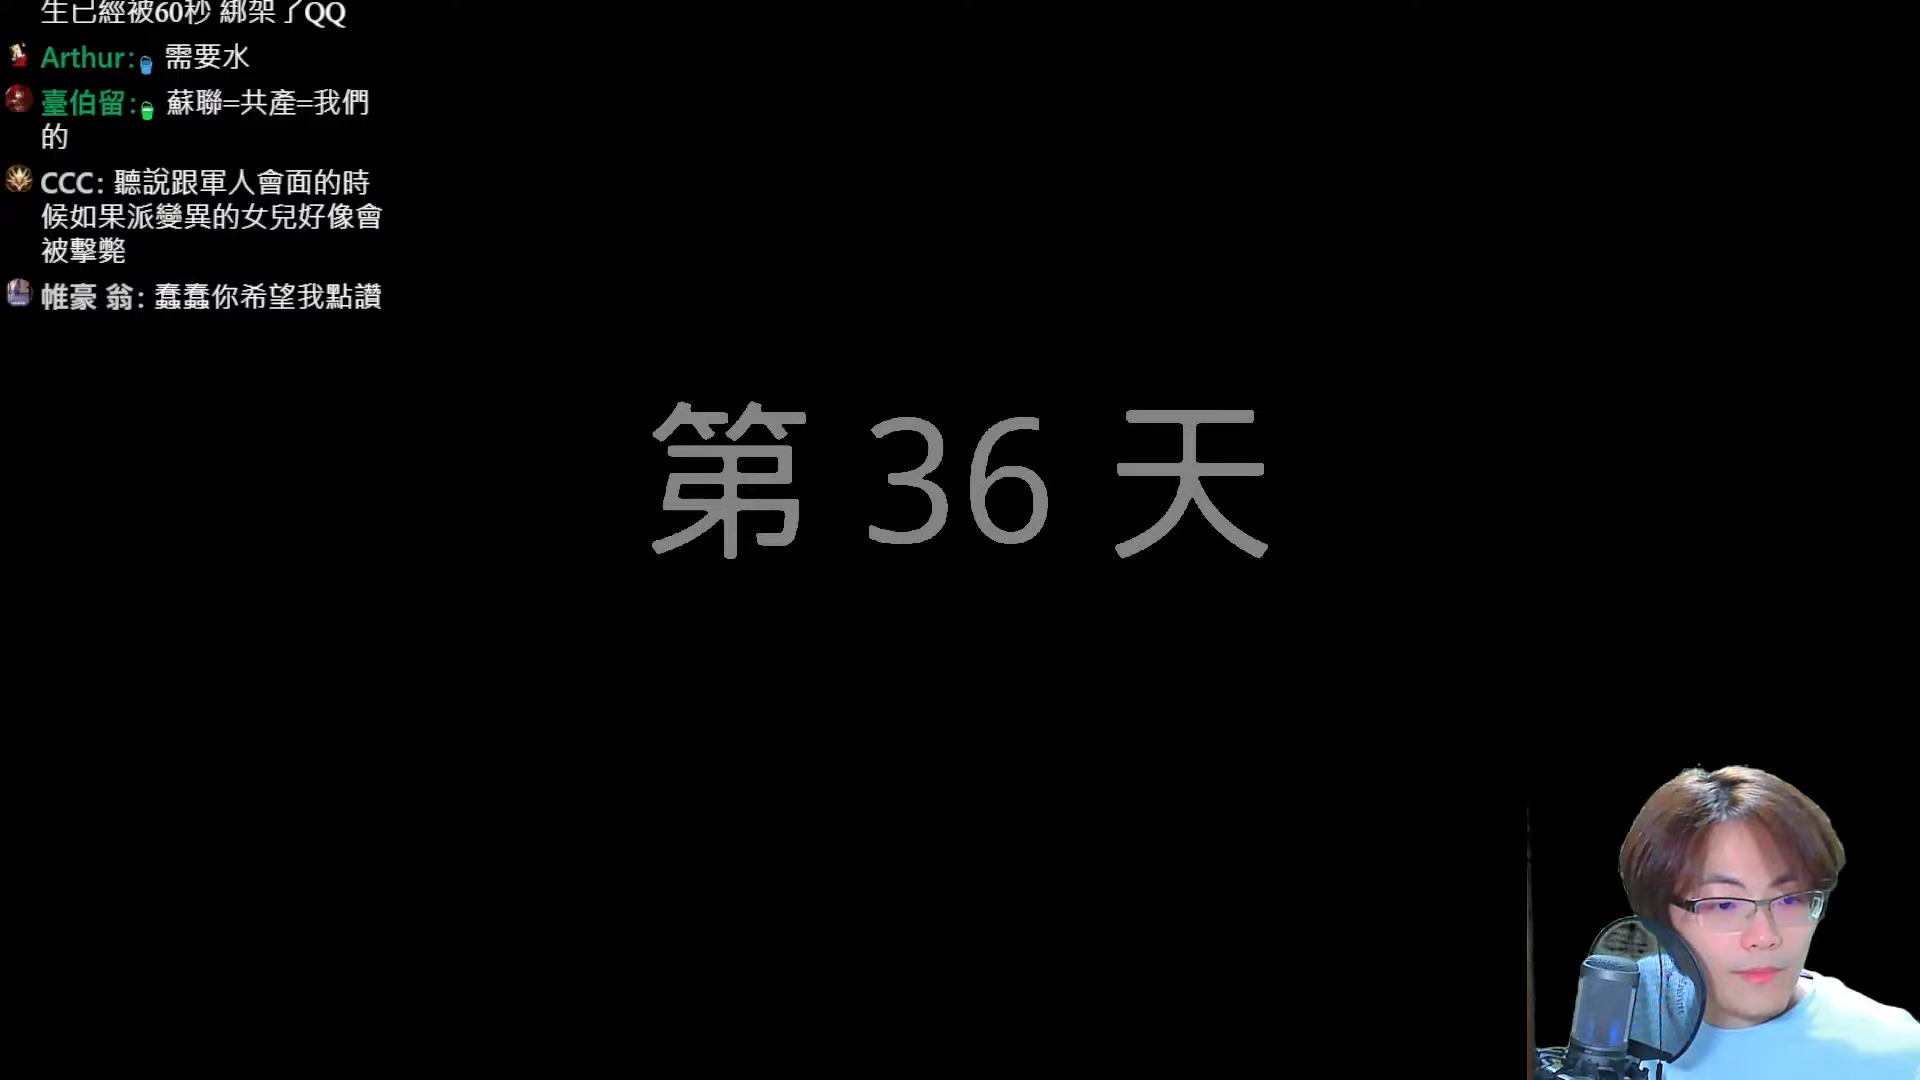 生已經被60秒 綁架了QQ
Arthur: 需要水
臺伯留: 蘇聯=共產=我們
的
CCC: 聽說跟軍人會面的時
候如果派變異的女兒好像會
被擊斃
帷豪 翁: 蠢蠢你希望我點讚
第 36 天